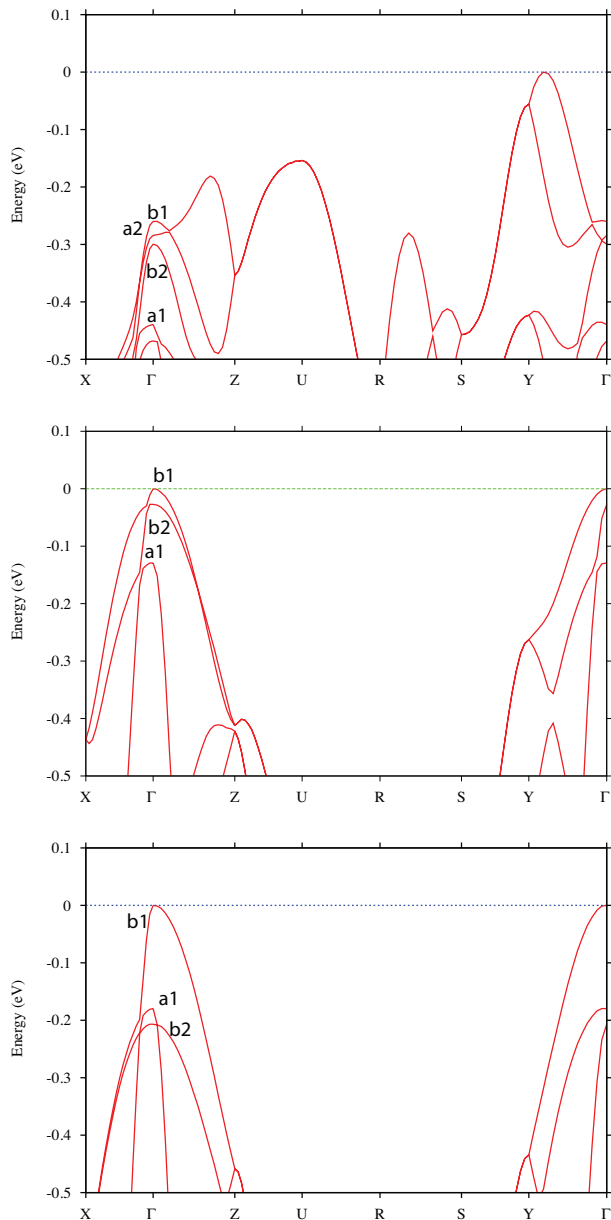 0.1
0
-0.1
-0.2
-0.3
-0.4
-0.5
Energy (eV)
b1
a2
b2
a1
X Γ Z U R S Y Γ
0.1
0
-0.1
-0.2
-0.3
-0.4
-0.5
Energy (eV)
b1
b2
a1
X Γ Z U R S Y Γ
0.1
0
-0.1
-0.2
-0.3
-0.4
-0.5
Energy (eV)
b1
a1
b2
X Γ Z U R S Y Γ